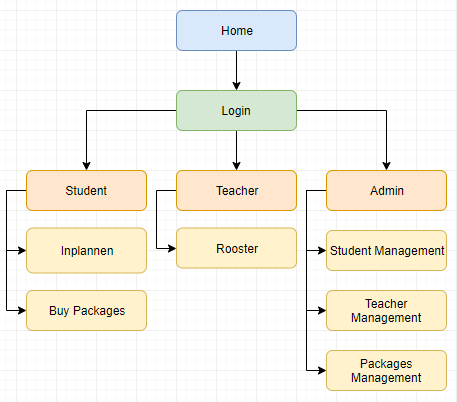 Home
Login
Student
Teacher
Admin
Inplannen
Rooster
Student Management
Buy Packages
Teacher
Management
Packages
Management